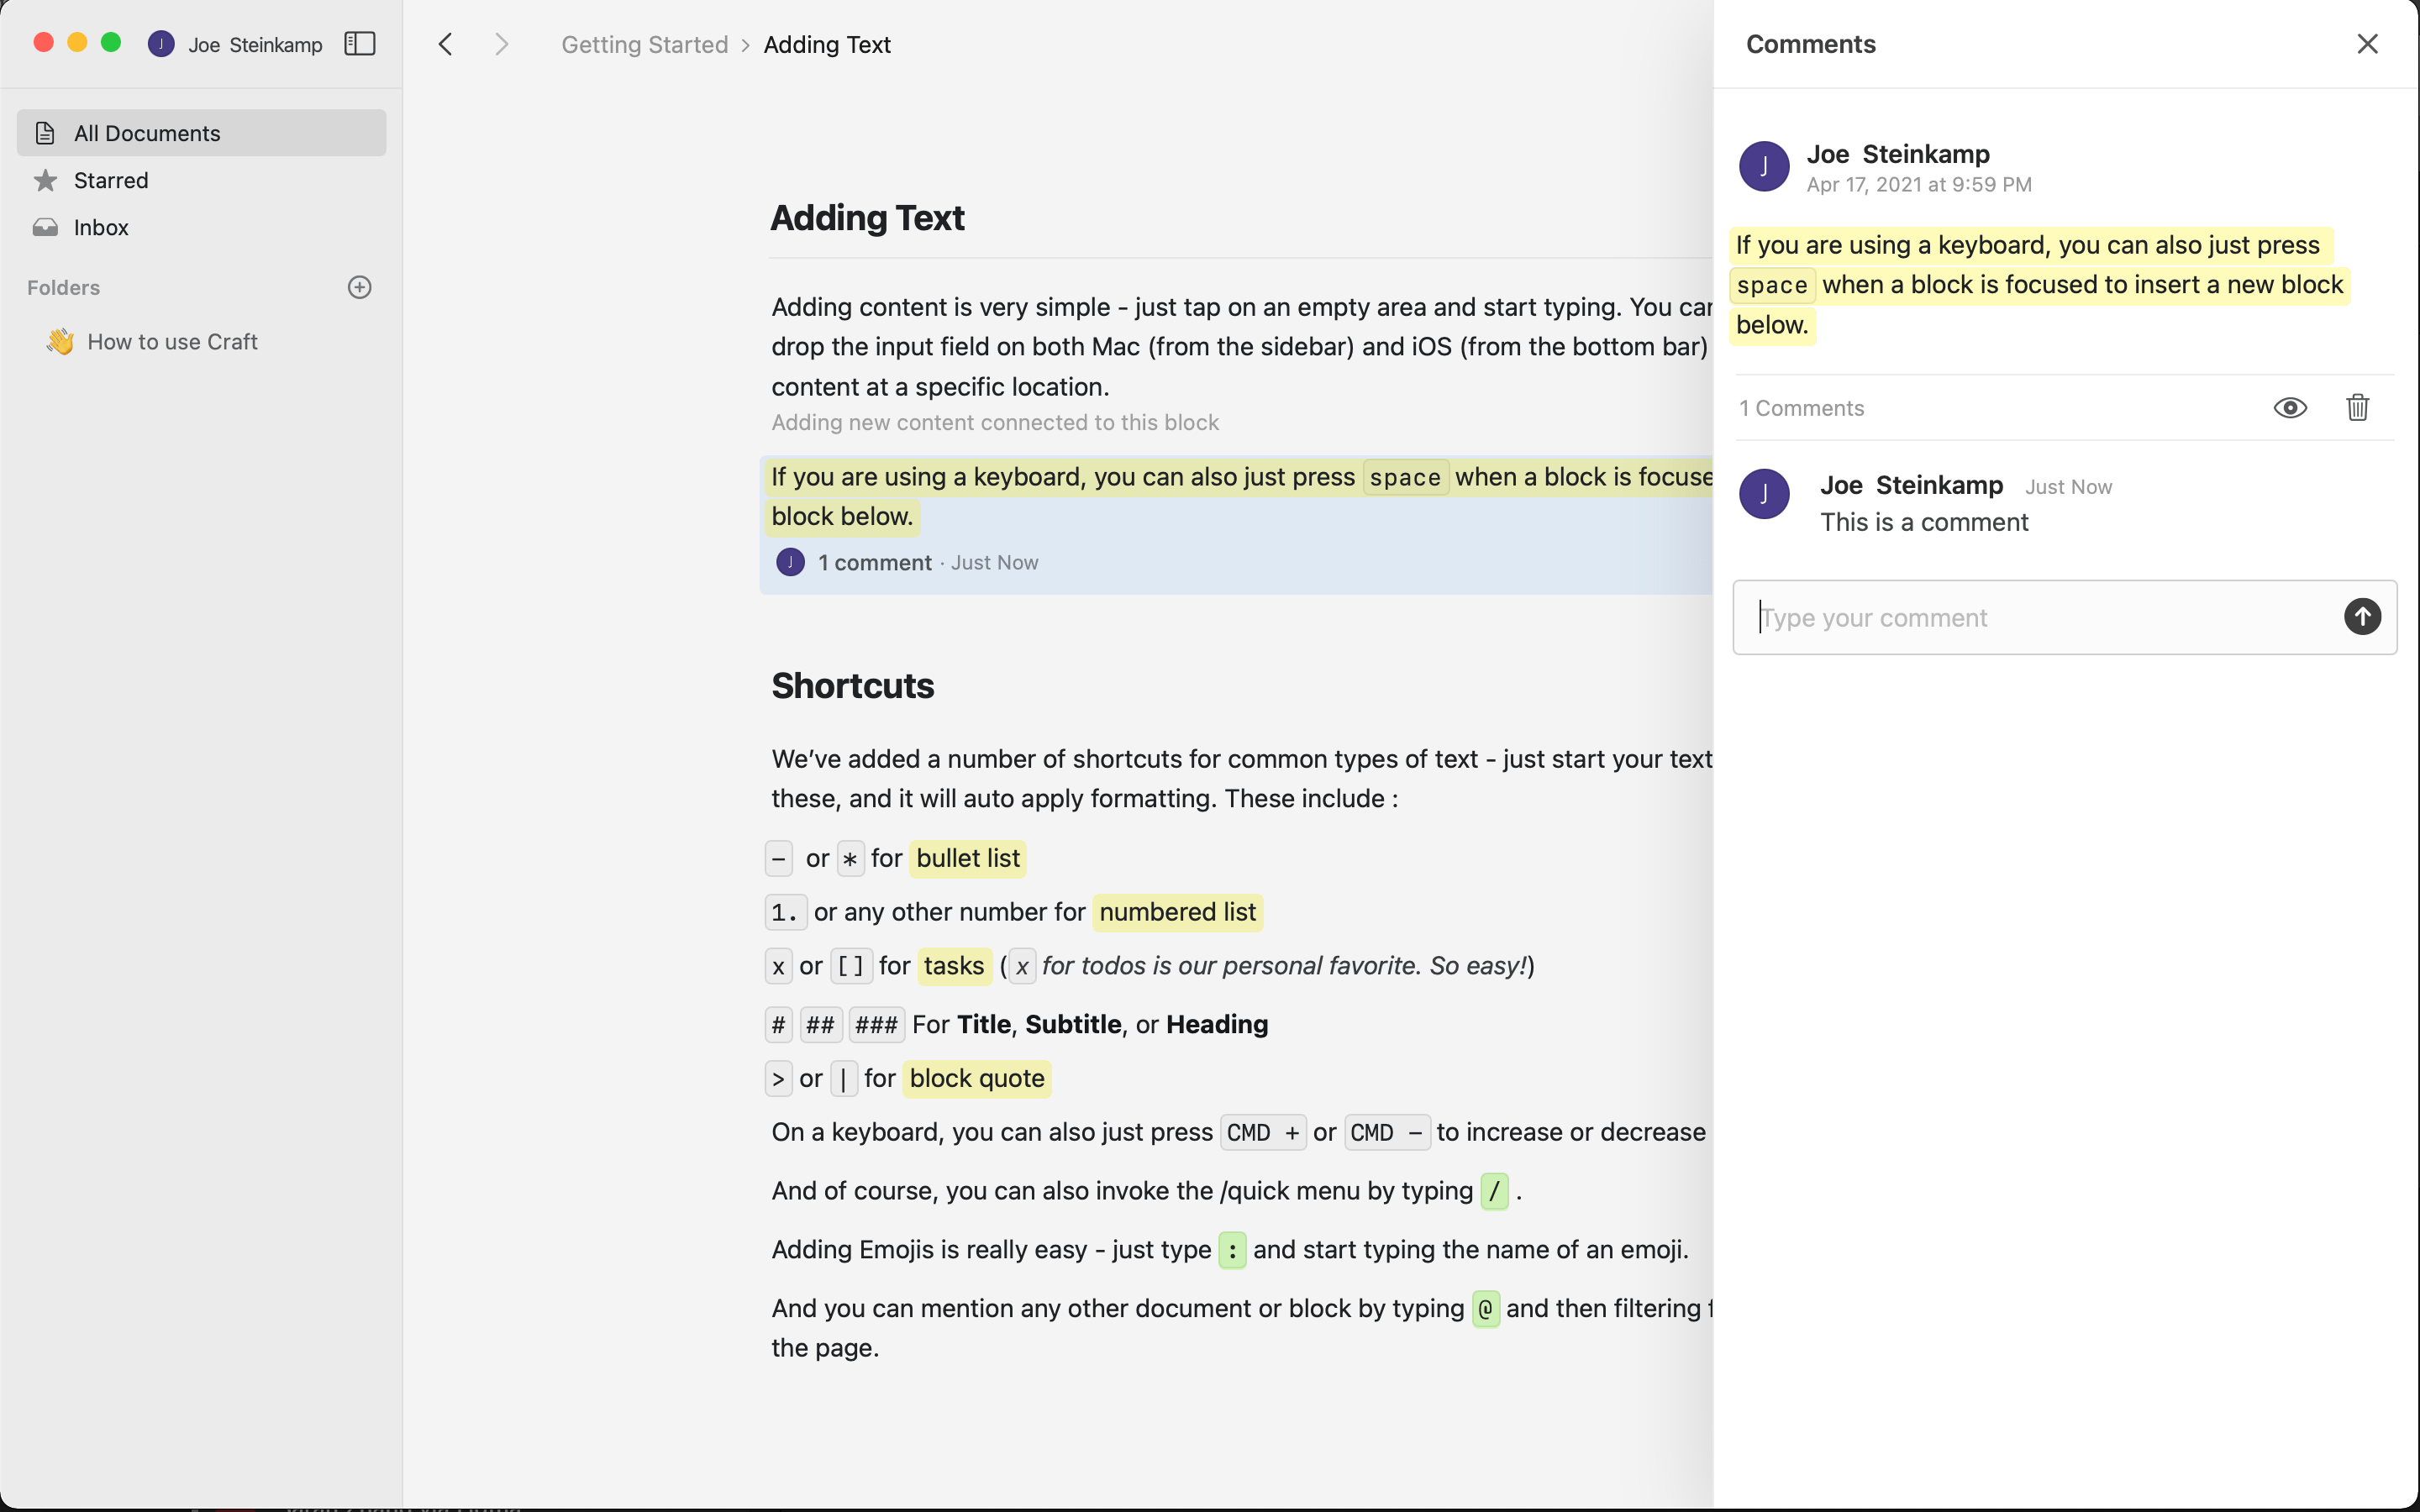 J Joe Steinkamp
All Documents
Starred
Inbox
Folders
👋 How to use Craft
Getting Started > Adding Text
Adding Text
Adding content is very simple - just tap on an empty area and start typing. You can
drop the input field on both Mac (from the sidebar) and iOS (from the bottom bar)
content at a specific location.
Adding new content connected to this block
If you are using a keyboard, you can also just press space when a block is focuse
block below.
J 1 comment · Just Now
Shortcuts
We’ve added a number of shortcuts for common types of text - just start your text
these, and it will auto apply formatting. These include :
– or * for bullet list
1. or any other number for numbered list
x or [] for tasks (x for todos is our personal favorite. So easy!)
# ## ### For Title, Subtitle, or Heading
> or | for block quote
On a keyboard, you can also just press CMD + or CMD – to increase or decrease
And of course, you can also invoke the /quick menu by typing / .
Adding Emojis is really easy - just type : and start typing the name of an emoji.
And you can mention any other document or block by typing @ and then filtering
the page.
Comments
J Joe Steinkamp
Apr 17, 2021 at 9:59 PM
If you are using a keyboard, you can also just press
space when a block is focused to insert a new block
below.
1 Comments
J Joe Steinkamp Just Now
This is a comment
Type your comment